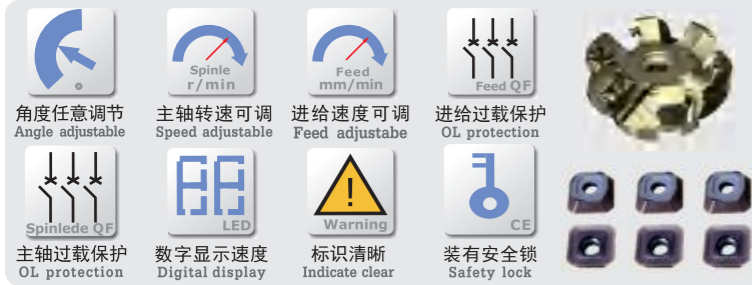 Spinle
r/min
Feed
mm/min
Feed QF
角度任意调节
主轴转速可调
进给速度可调
进给过载保护
Angle adjustable
Speed adjustable
Feed adjustabe
OL protection
Spinlede QF
LED
!
Warning
CE
主轴过载保护
数字显示速度
标识清晰
装有安全锁
OL protection
Digital display
Indicate clear
Safety lock